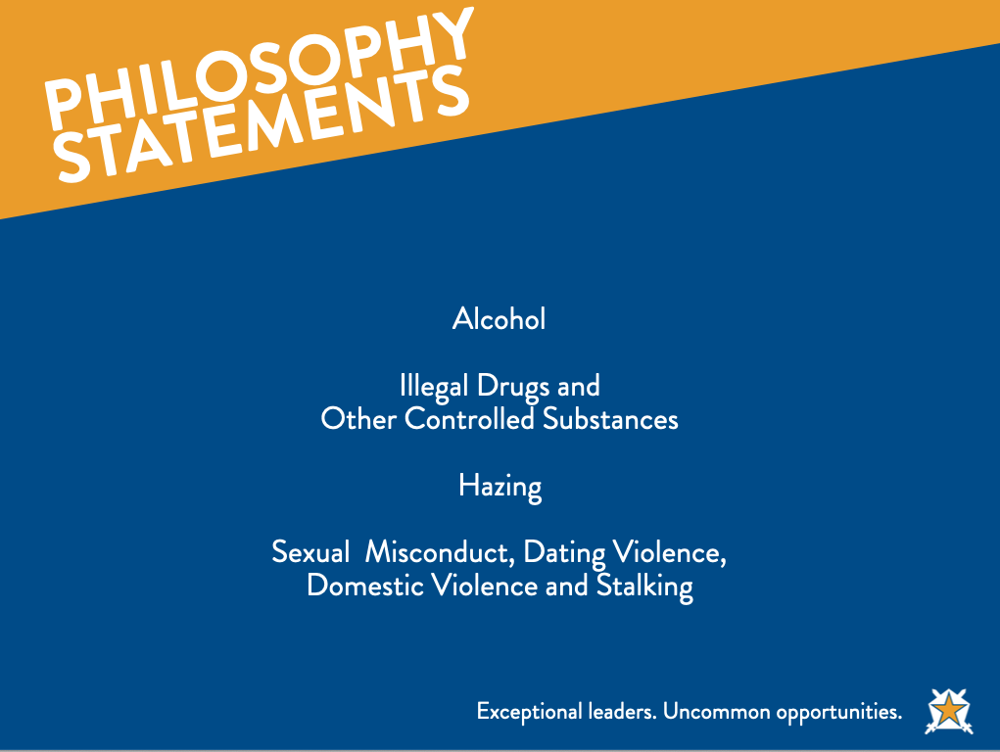 PHILOSOPHY
STATEMENTS
Alcohol
Illegal Drugs and
Other Controlled Substances
Hazing
Sexual  Misconduct, Dating Violence,
Domestic Violence and Stalking
Exceptional leaders. Uncommon opportunities.